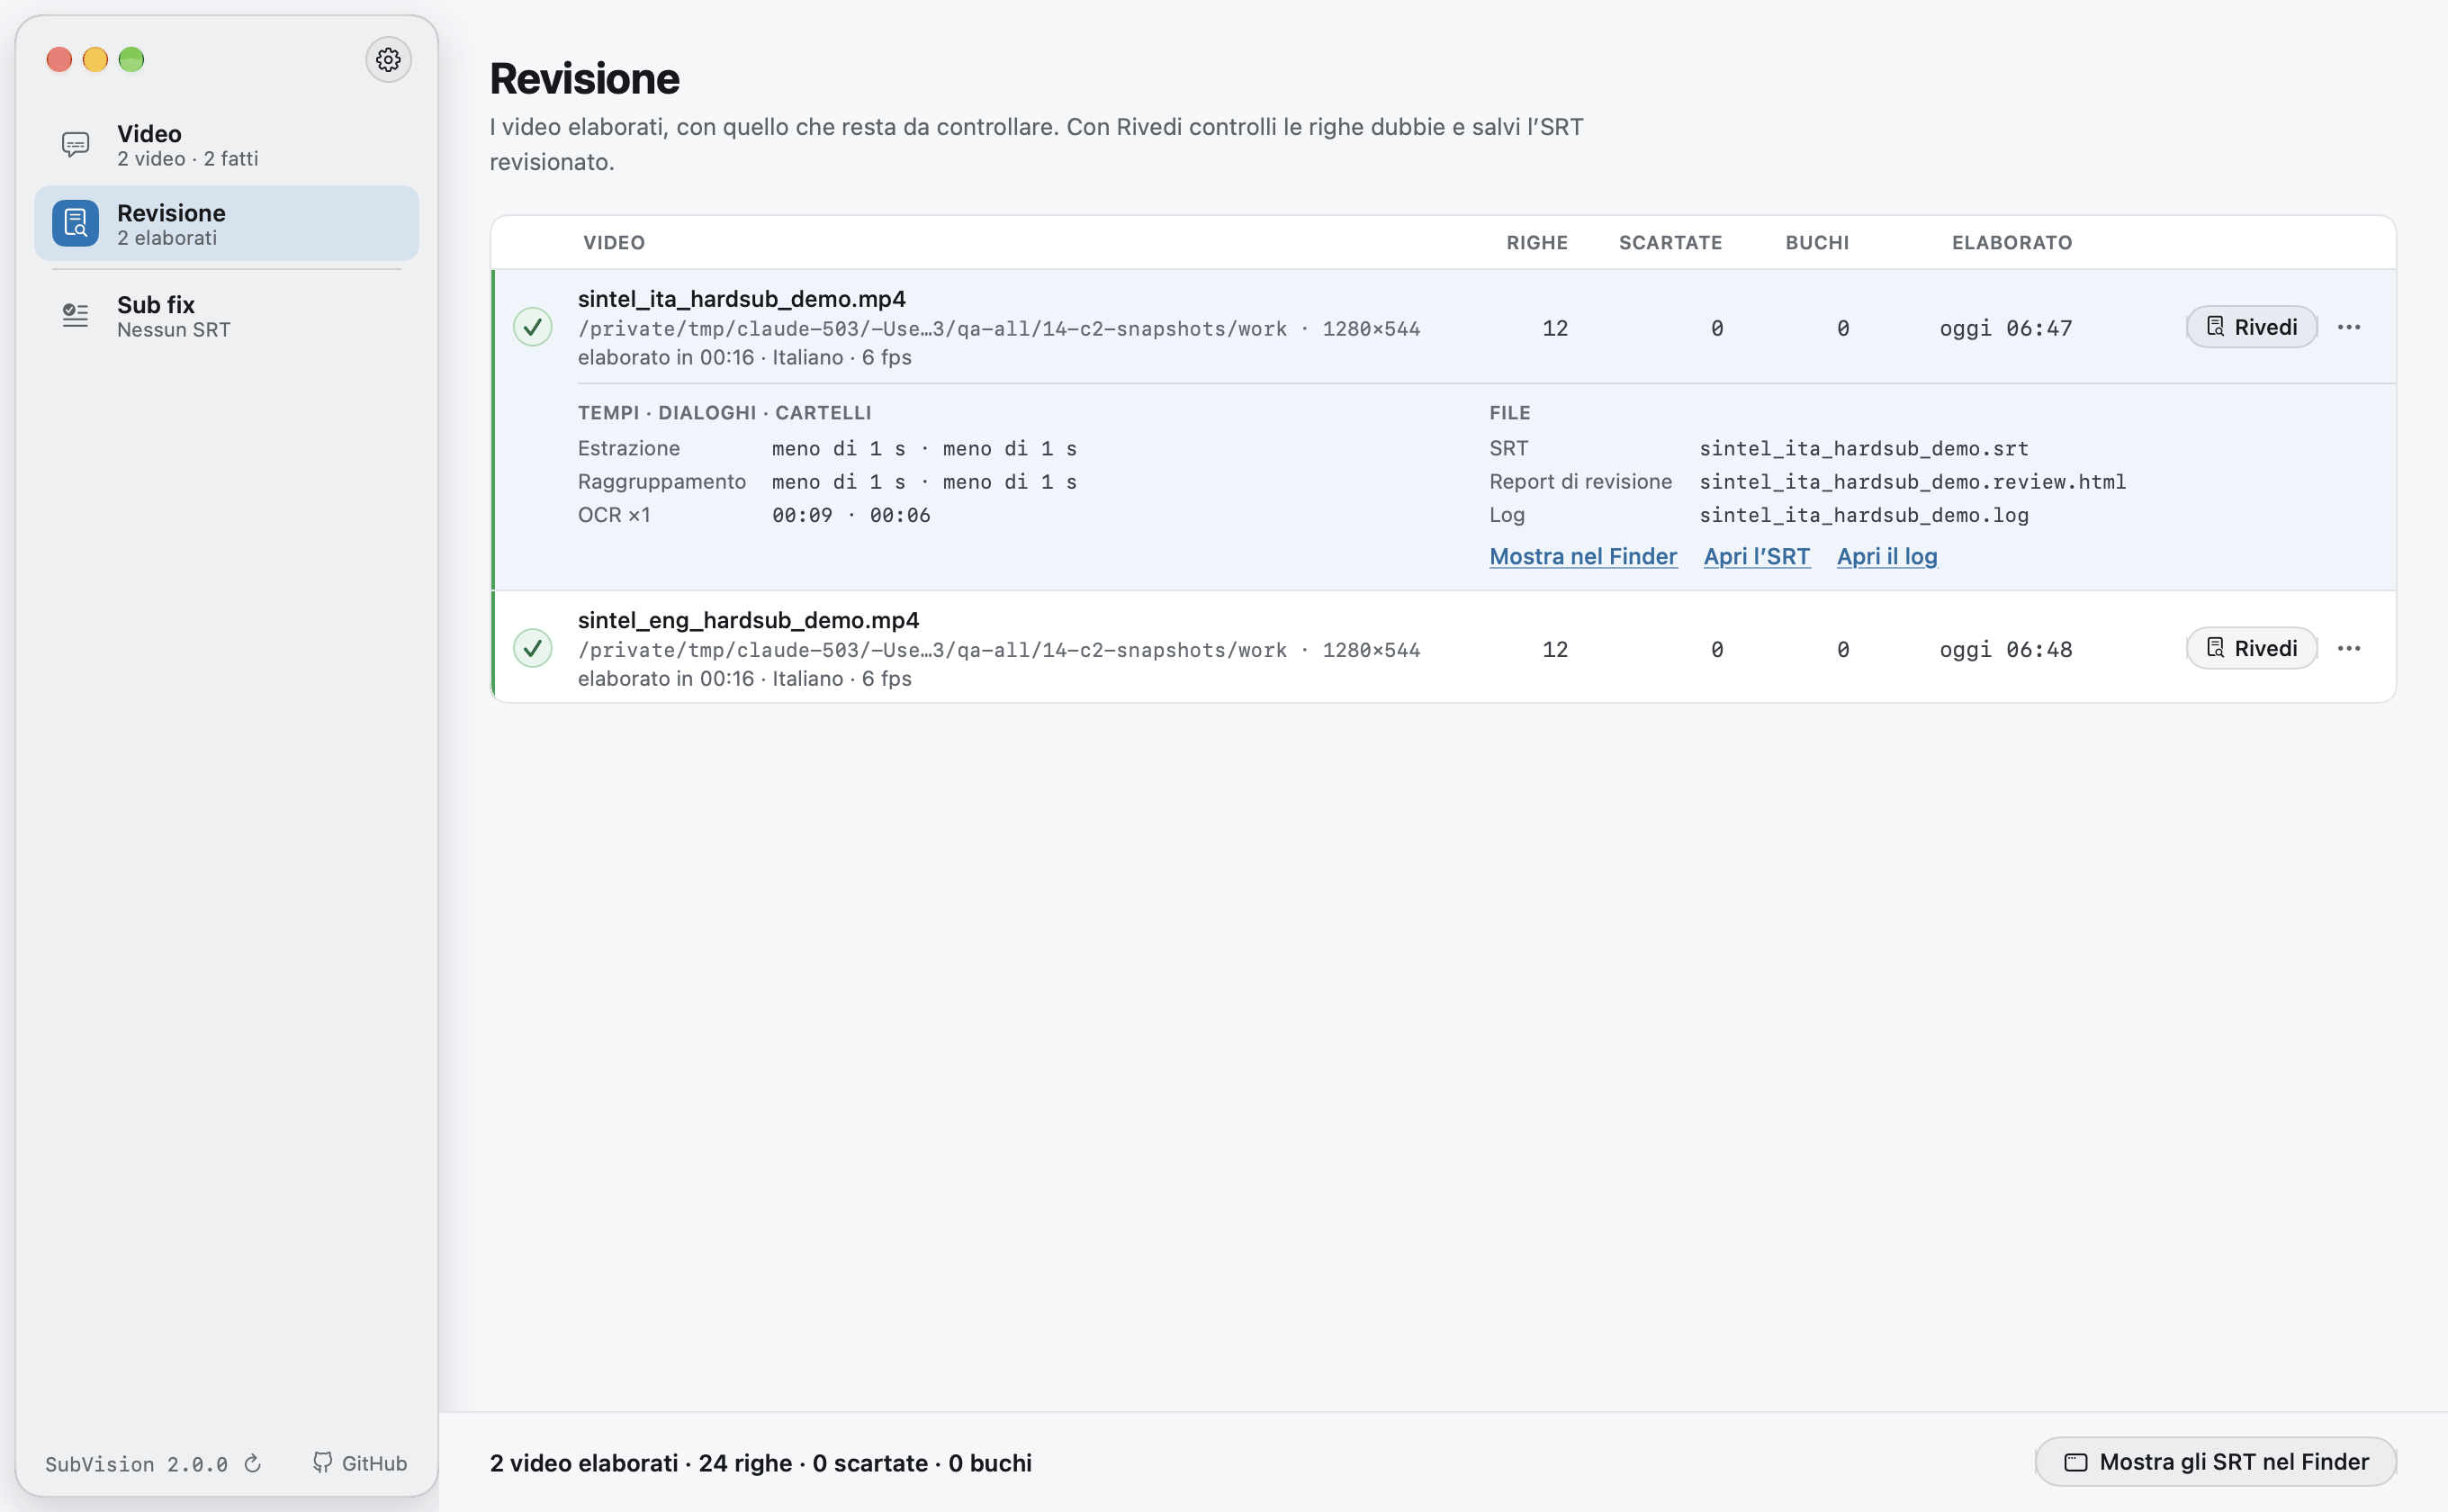 Video
2 video · 2 fatti
Revisione
2 elaborati
Sub fix
Nessun SRT
SubVision 2.0.0
GitHub
Revisione
I video elaborati, con quello che resta da controllare. Con Rivedi controlli le righe dubbie e salvi l’SRT
revisionato.
VIDEO RIGHE SCARTATE BUCHI ELABORATO
sintel_ita_hardsub_demo.mp4
/private/tmp/claude-503/-Use…3/qa-all/14-c2-snapshots/work · 1280×544
elaborato in 00:16 · Italiano · 6 fps
12 0 0 oggi 06:47 Rivedi
TEMPI · DIALOGHI · CARTELLI
Estrazione meno di 1 s · meno di 1 s
Raggruppamento meno di 1 s · meno di 1 s
OCR ×1 00:09 · 00:06
FILE
SRT sintel_ita_hardsub_demo.srt
Report di revisione sintel_ita_hardsub_demo.review.html
Log sintel_ita_hardsub_demo.log
Mostra nel Finder Apri l’SRT Apri il log
sintel_eng_hardsub_demo.mp4
/private/tmp/claude-503/-Use…3/qa-all/14-c2-snapshots/work · 1280×544
elaborato in 00:16 · Italiano · 6 fps
12 0 0 oggi 06:48 Rivedi
2 video elaborati · 24 righe · 0 scartate · 0 buchi
Mostra gli SRT nel Finder